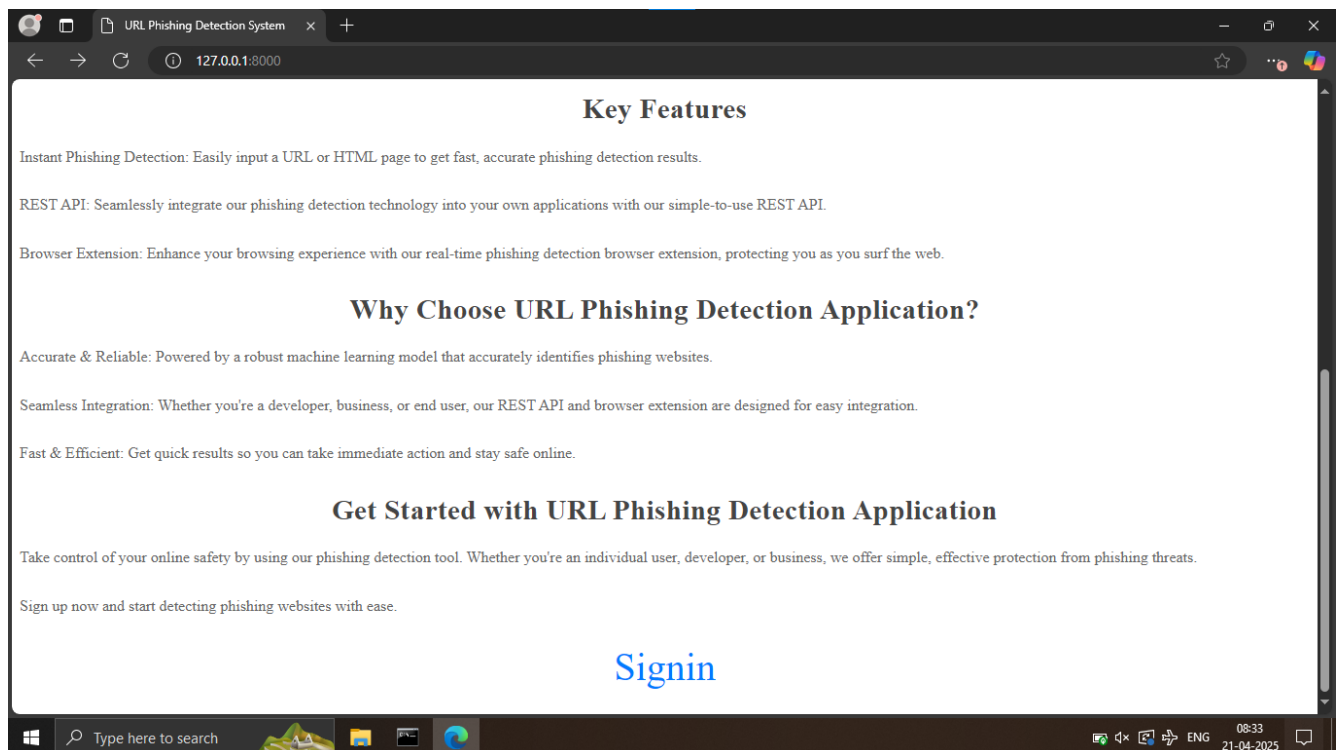 URL Phishing Detection System
127.0.0.1:8000
Key Features
Instant Phishing Detection: Easily input a URL or HTML page to get fast, accurate phishing detection results.
REST API: Seamlessly integrate our phishing detection technology into your own applications with our simple-to-use REST API.
Browser Extension: Enhance your browsing experience with our real-time phishing detection browser extension, protecting you as you surf the web.
Why Choose URL Phishing Detection Application?
Accurate & Reliable: Powered by a robust machine learning model that accurately identifies phishing websites.
Seamless Integration: Whether you're a developer, business, or end user, our REST API and browser extension are designed for easy integration.
Fast & Efficient: Get quick results so you can take immediate action and stay safe online.
Get Started with URL Phishing Detection Application
Take control of your online safety by using our phishing detection tool. Whether you're an individual user, developer, or business, we offer simple, effective protection from phishing threats.
Sign up now and start detecting phishing websites with ease.
Signin
Type here to search
ENG
08:33
21-04-2025